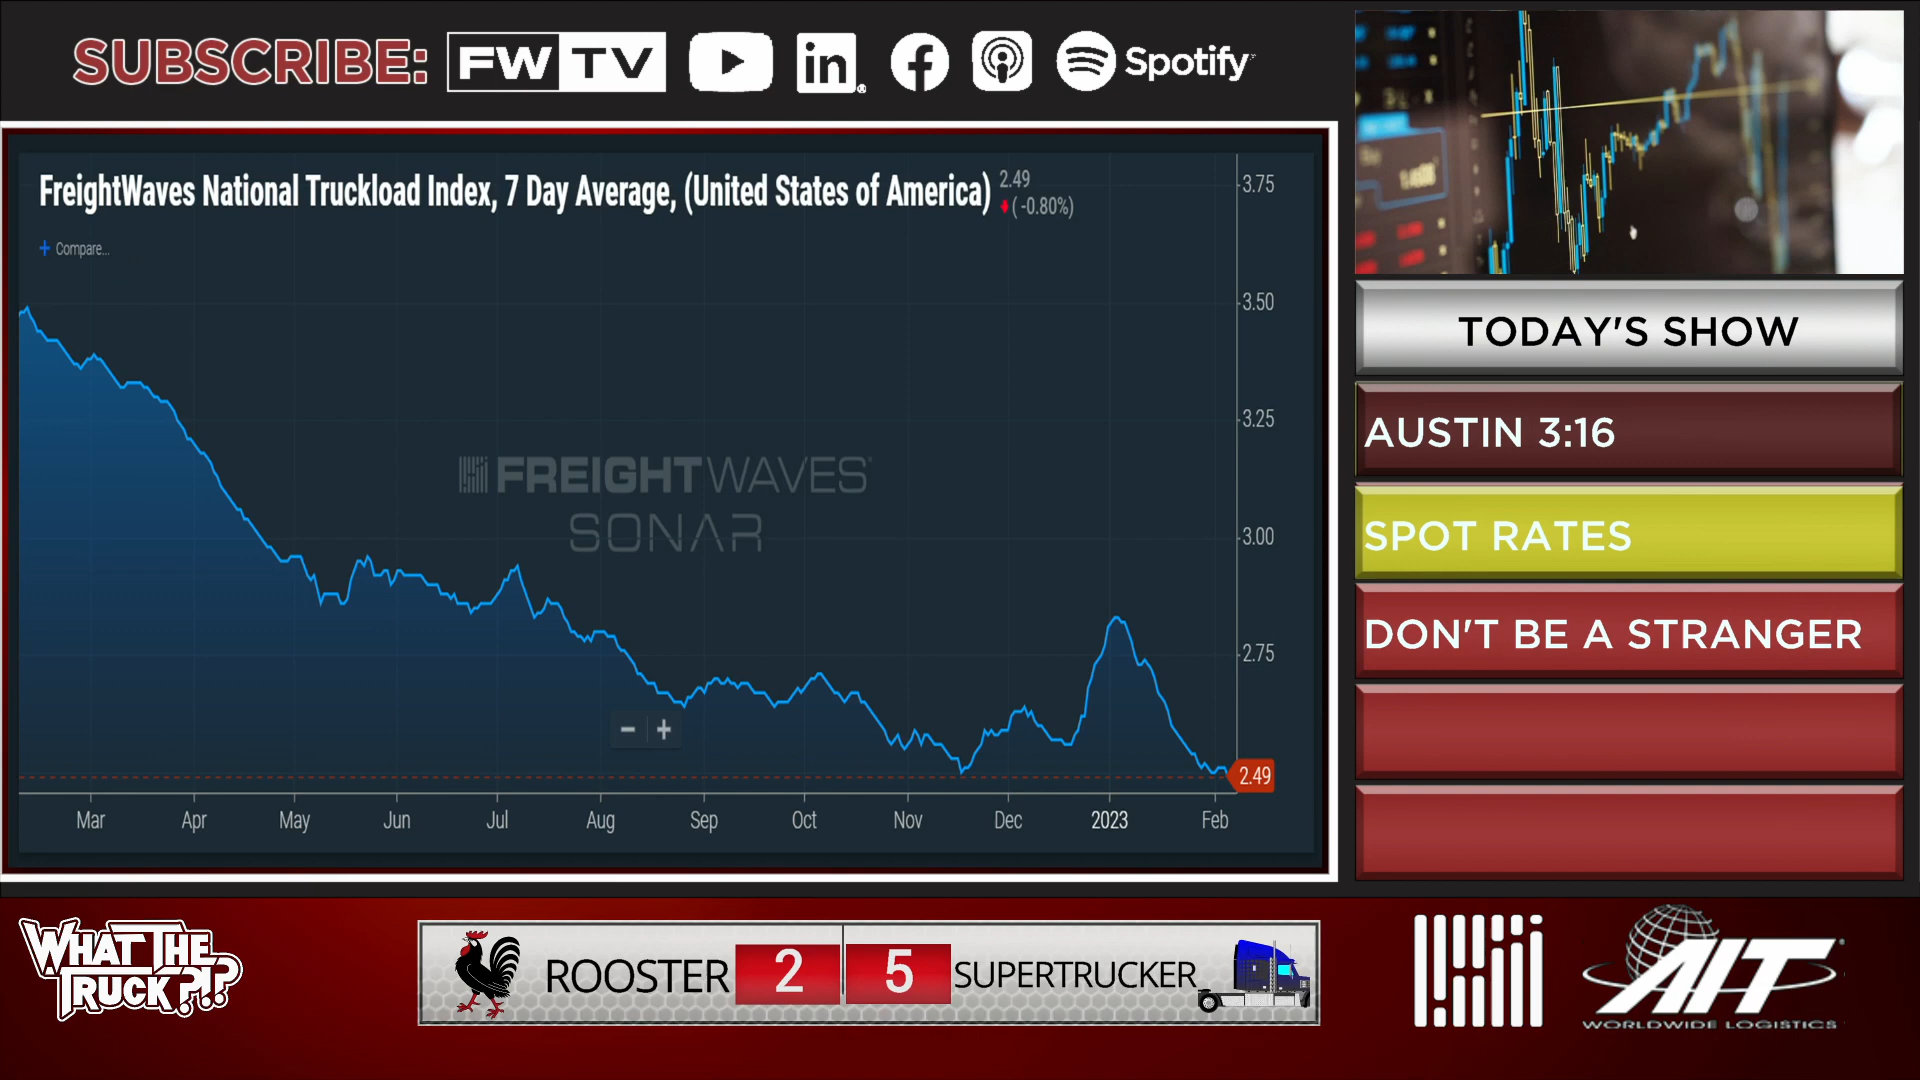 SUBSCRIBE: FW TV in Spotify
FreightWaves National Truckload Index, 7 Day Average, (United States of America) 2.49
(-0.80%)
+ Compare...
3.75
3.50
3.25
3.00
2.75
2.49
FREIGHTWAVES
SONAR
− +
Mar Apr May Jun Jul Aug Sep Oct Nov Dec 2023 Feb
TODAY'S SHOW
AUSTIN 3:16
SPOT RATES
DON'T BE A STRANGER
WHAT THE
TRUCK?!?
ROOSTER 2 5 SUPERTRUCKER
AIT
WORLDWIDE LOGISTICS